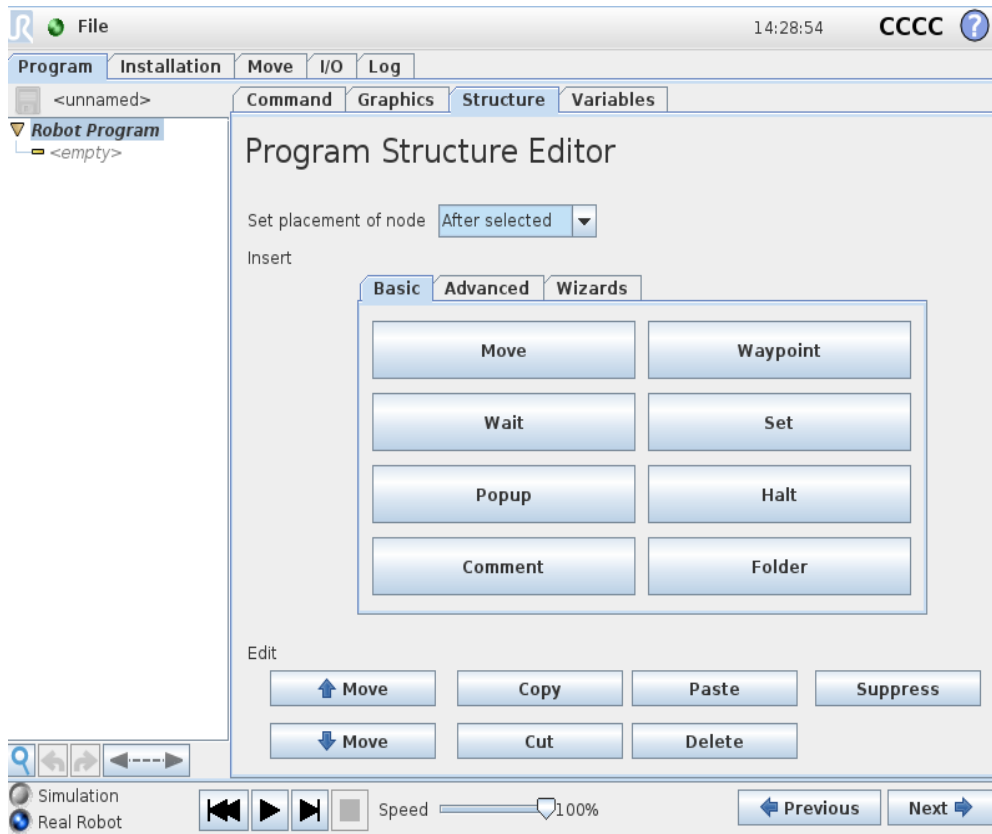 File 14:28:54 CCCC ?
Program Installation Move I/O Log
<unnamed> Command Graphics Structure Variables
Robot Program
<empty>
Program Structure Editor
Set placement of node After selected
Insert
Basic Advanced Wizards
Move Waypoint
Wait Set
Popup Halt
Comment Folder
Edit
Move Copy Paste Suppress
Move Cut Delete
Simulation
Real Robot
Speed 100% Previous Next